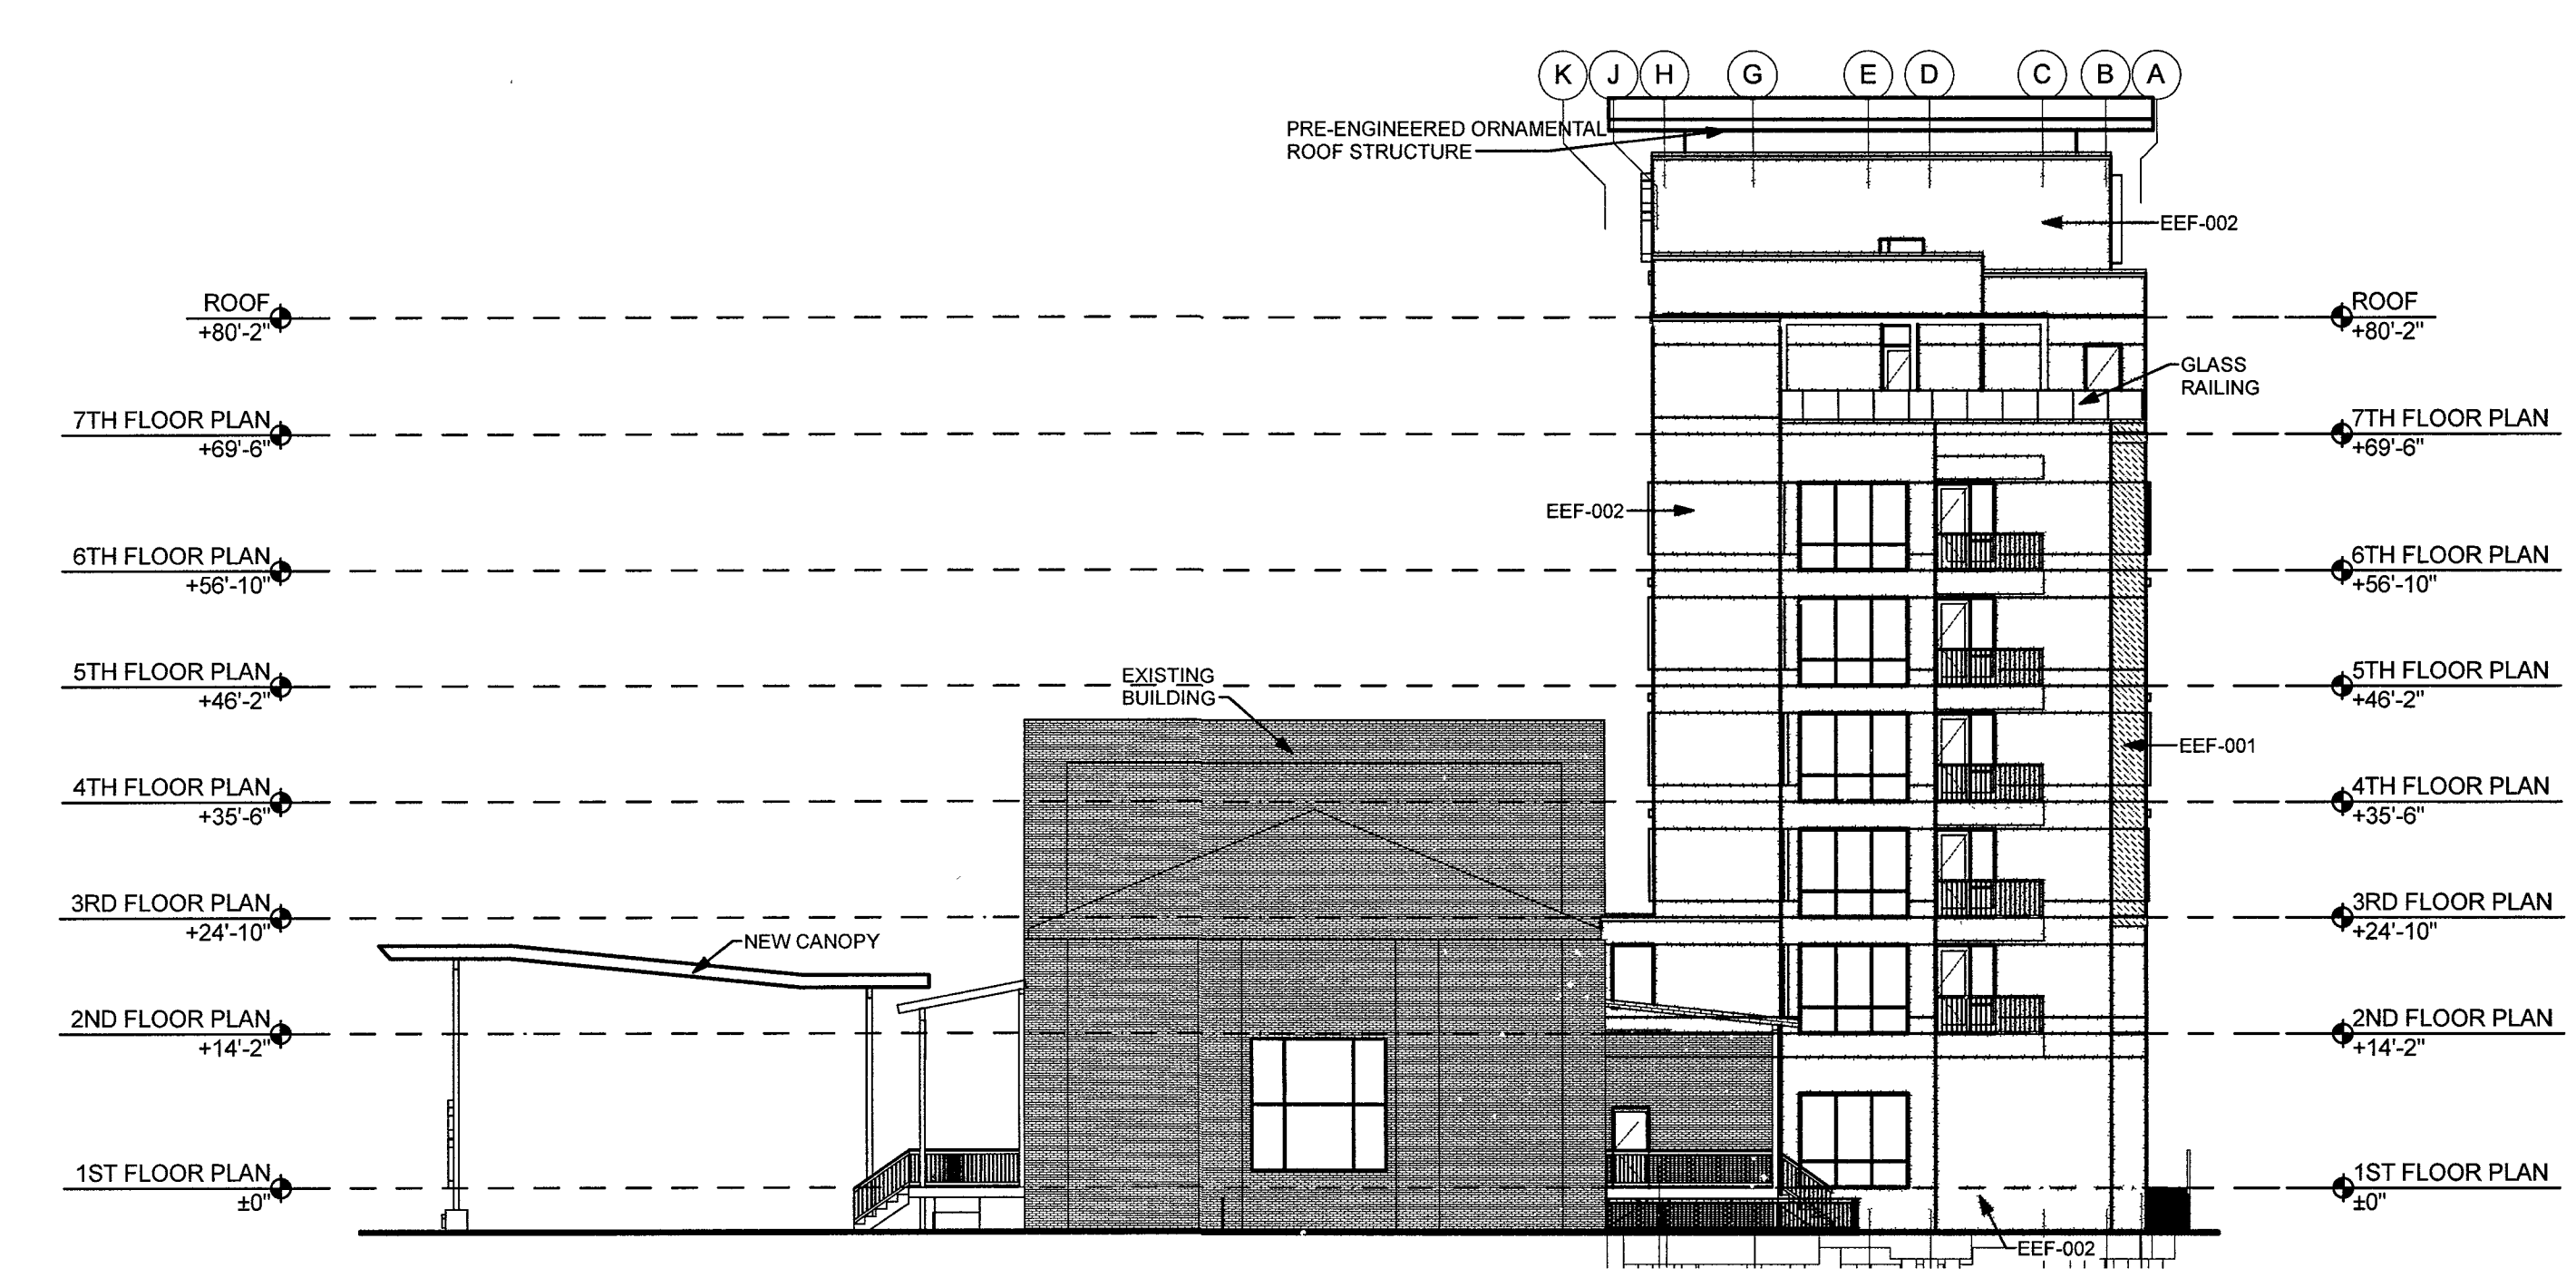 K J H G E D C B A
PRE-ENGINEERED ORNAMENTAL
ROOF STRUCTURE
EEF-002
ROOF
+80'-2"
ROOF
+80'-2"
GLASS
RAILING
7TH FLOOR PLAN
+69'-6"
7TH FLOOR PLAN
+69'-6"
EEF-002
6TH FLOOR PLAN
+56'-10"
6TH FLOOR PLAN
+56'-10"
5TH FLOOR PLAN
+46'-2"
EXISTING
BUILDING
5TH FLOOR PLAN
+46'-2"
EEF-001
4TH FLOOR PLAN
+35'-6"
4TH FLOOR PLAN
+35'-6"
3RD FLOOR PLAN
+24'-10"
3RD FLOOR PLAN
+24'-10"
NEW CANOPY
2ND FLOOR PLAN
+14'-2"
2ND FLOOR PLAN
+14'-2"
1ST FLOOR PLAN
±0"
1ST FLOOR PLAN
±0"
EEF-002